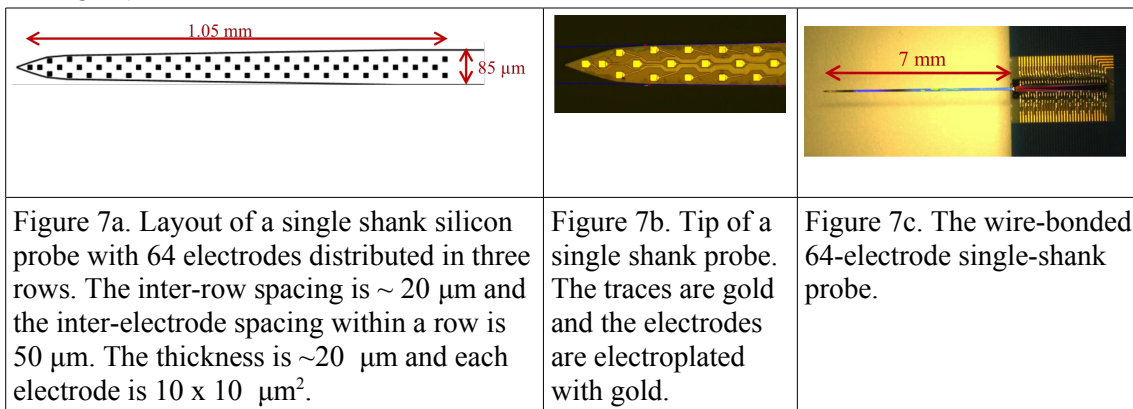 1.05 mm
85 μm
7 mm
Figure 7a. Layout of a single shank silicon
probe with 64 electrodes distributed in three
rows. The inter-row spacing is ~ 20 μm and
the inter-electrode spacing within a row is
50 μm. The thickness is ~20 μm and each
electrode is 10 x 10 μm².
Figure 7b. Tip of a
single shank probe.
The traces are gold
and the electrodes
are electroplated
with gold.
Figure 7c. The wire-bonded
64-electrode single-shank
probe.